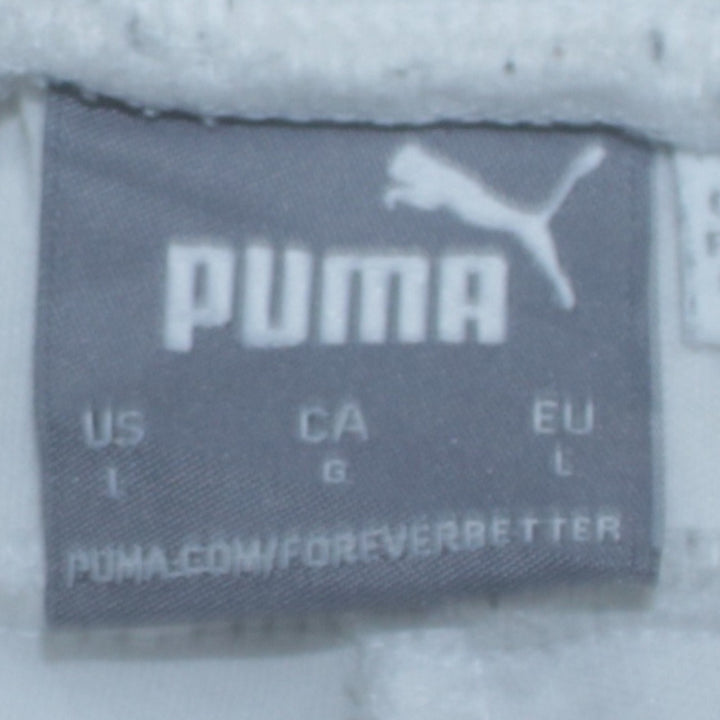 PUMA
US CA EU
L G L
PUMA.COM/FOREVERBETTER